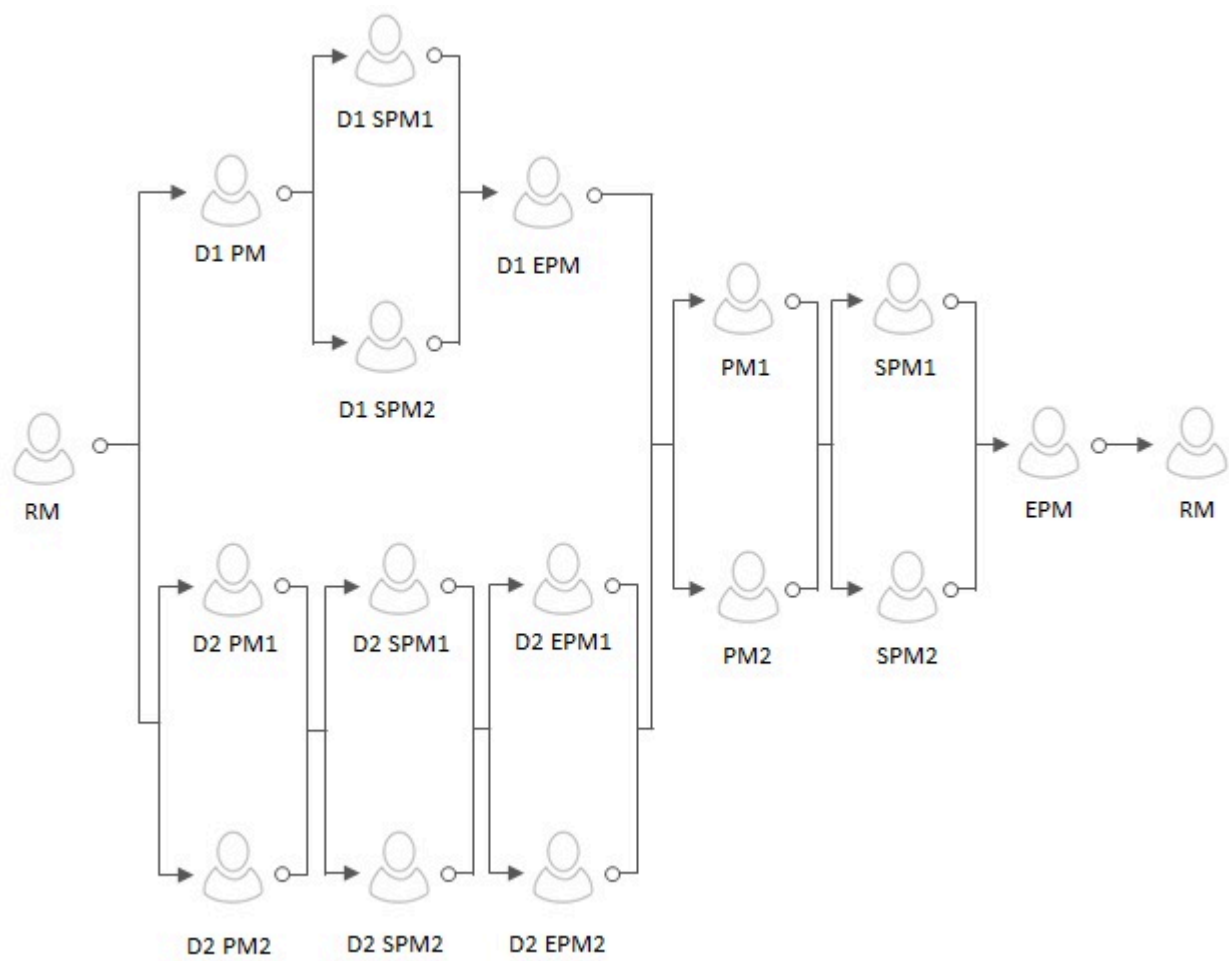 D1 SPM1
D1 PM
D1 EPM
D1 SPM2
PM1
SPM1
RM
EPM
RM
D2 PM1
D2 SPM1
D2 EPM1
PM2
SPM2
D2 PM2
D2 SPM2
D2 EPM2